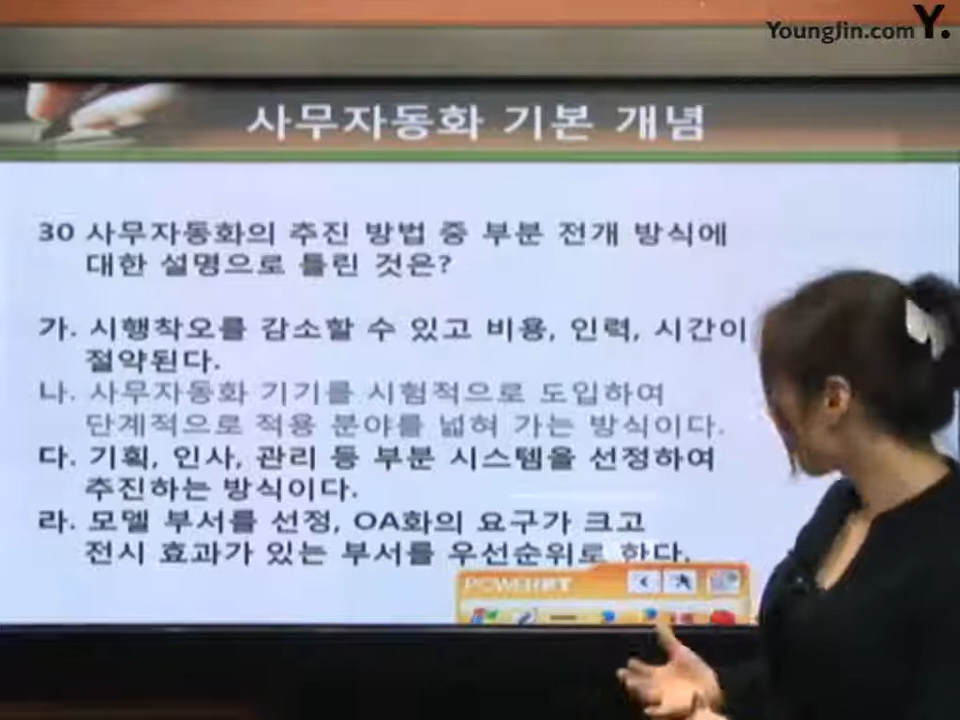 YoungJin.com Y.
사무자동화 기본 개념
30 사무자동화의 추진 방법 중 부분 전개 방식에
대한 설명으로 틀린 것은?
가. 시행착오를 감소할 수 있고 비용, 인력, 시간이
절약된다.
나. 사무자동화 기기를 시험적으로 도입하여
단계적으로 적용 분야를 넓혀 가는 방식이다.
다. 기획, 인사, 관리 등 부분 시스템을 선정하여
추진하는 방식이다.
라. 모델 부서를 선정, OA화의 요구가 크고
전시 효과가 있는 부서를 우선순위로 한다.